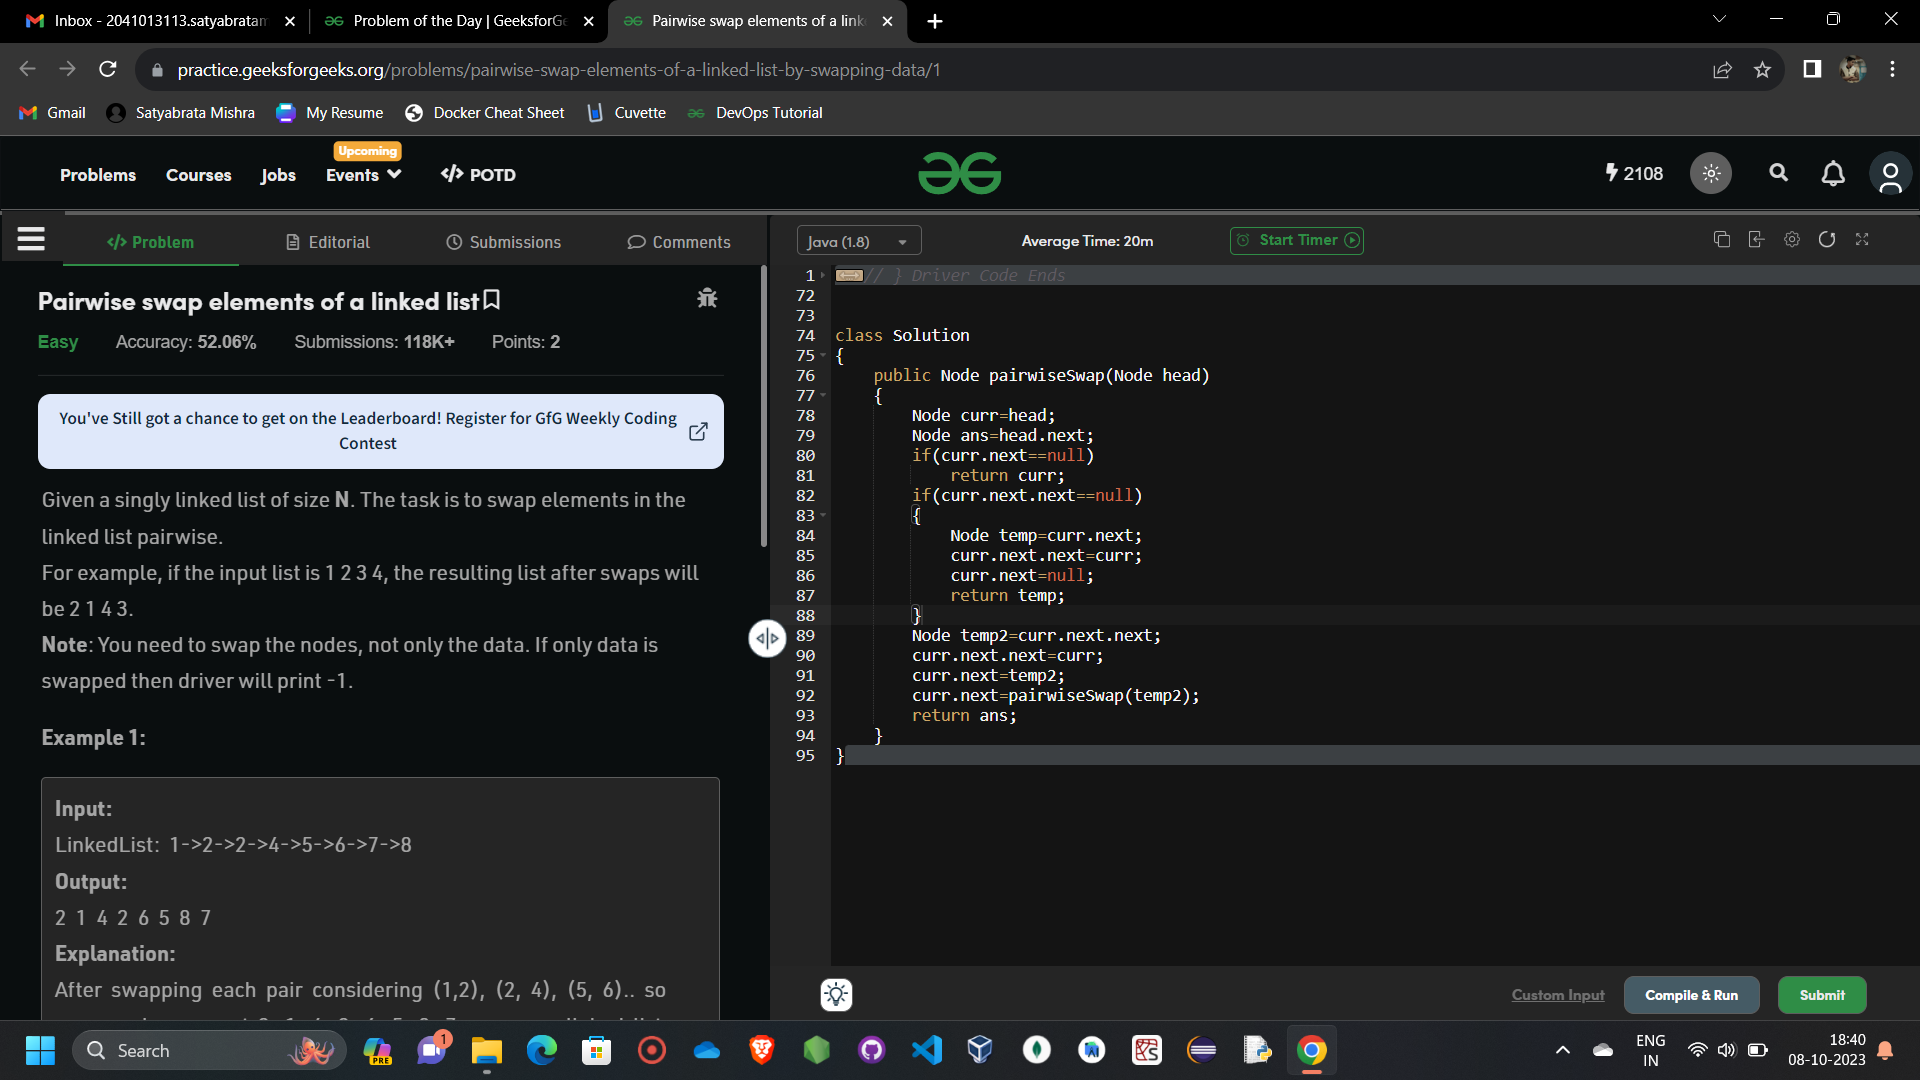 Inbox - 2041013113.satyabratam
Problem of the Day | GeeksforGe
Pairwise swap elements of a link
practice.geeksforgeeks.org/problems/pairwise-swap-elements-of-a-linked-list-by-swapping-data/1
Gmail
Satyabrata Mishra
My Resume
Docker Cheat Sheet
Cuvette
DevOps Tutorial
Problems
Courses
Jobs
Upcoming
Events
</> POTD
2108
</> Problem
Editorial
Submissions
Comments
Pairwise swap elements of a linked list
Easy Accuracy: 52.06% Submissions: 118K+ Points: 2
You've Still got a chance to get on the Leaderboard! Register for GfG Weekly Coding
Contest
Given a singly linked list of size N. The task is to swap elements in the
linked list pairwise.
For example, if the input list is 1 2 3 4, the resulting list after swaps will
be 2 1 4 3.
Note: You need to swap the nodes, not only the data. If only data is
swapped then driver will print -1.
Example 1:
Input:
LinkedList: 1->2->2->4->5->6->7->8
Output:
2 1 4 2 6 5 8 7
Explanation:
After swapping each pair considering (1,2), (2, 4), (5, 6).. so
Java (1.8)
Average Time: 20m
Start Timer
1 // } Driver Code Ends
72
73
74 class Solution
75 {
76 public Node pairwiseSwap(Node head)
77 {
78 Node curr=head;
79 Node ans=head.next;
80 if(curr.next==null)
81 return curr;
82 if(curr.next.next==null)
83 {
84 Node temp=curr.next;
85 curr.next.next=curr;
86 curr.next=null;
87 return temp;
88 }
89 Node temp2=curr.next.next;
90 curr.next.next=curr;
91 curr.next=temp2;
92 curr.next=pairwiseSwap(temp2);
93 return ans;
94 }
95 }
Custom Input
Compile & Run
Submit
Search
PRE
1
ENG
IN
18:40
08-10-2023